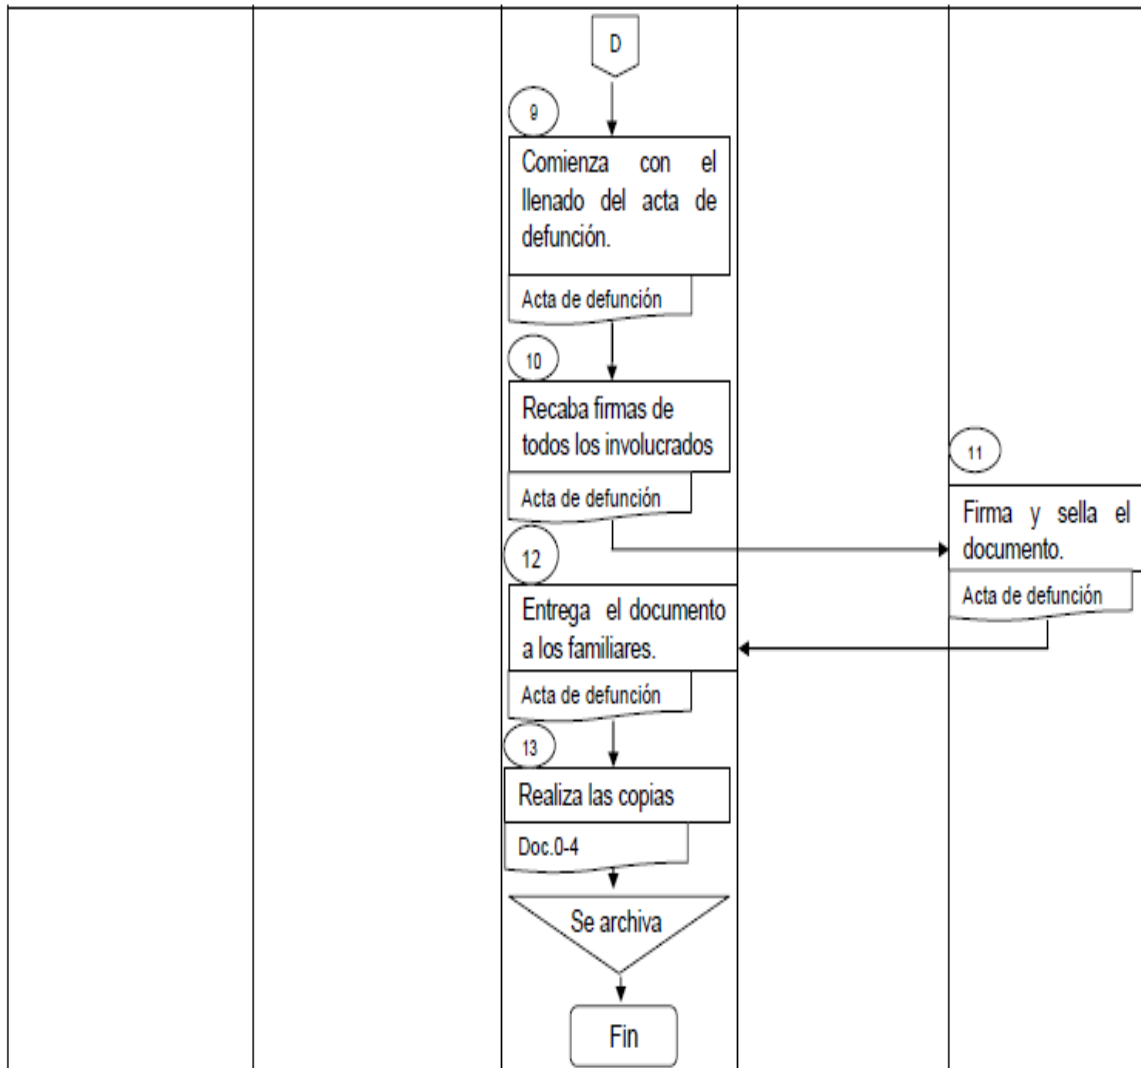 D
9
Comienza con el
llenado del acta de
defunción.
Acta de defunción
10
Recaba firmas de
todos los involucrados
Acta de defunción
11
Firma y sella el
documento.
Acta de defunción
12
Entrega el documento
a los familiares.
Acta de defunción
13
Realiza las copias
Doc.0-4
Se archiva
Fin